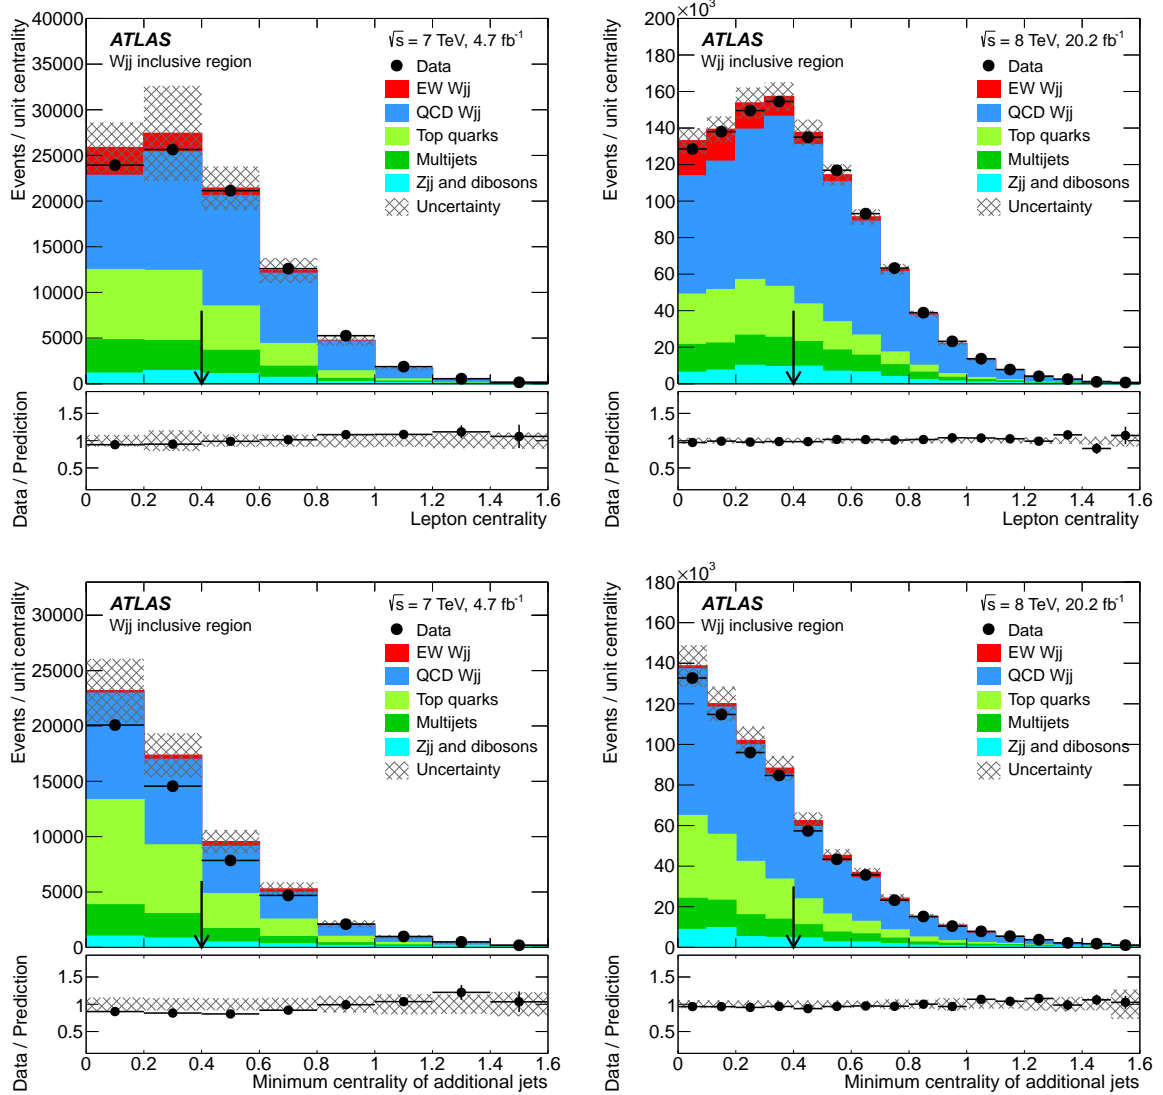 40000
35000
30000
25000
20000
15000
10000
5000
0
Events / unit centrality
ATLAS
Wjj inclusive region
√s = 7 TeV, 4.7 fb⁻¹
Data
EW Wjj
QCD Wjj
Top quarks
Multijets
Zjj and dibosons
Uncertainty
1.5
1
0.5
Data / Prediction
0 0.2 0.4 0.6 0.8 1 1.2 1.4 1.6
Lepton centrality
×10³
200
180
160
140
120
100
80
60
40
20
0
Events / unit centrality
ATLAS
Wjj inclusive region
√s = 8 TeV, 20.2 fb⁻¹
Data
EW Wjj
QCD Wjj
Top quarks
Multijets
Zjj and dibosons
Uncertainty
1.5
1
0.5
Data / Prediction
0 0.2 0.4 0.6 0.8 1 1.2 1.4 1.6
Lepton centrality
30000
25000
20000
15000
10000
5000
0
Events / unit centrality
ATLAS
Wjj inclusive region
√s = 7 TeV, 4.7 fb⁻¹
Data
EW Wjj
QCD Wjj
Top quarks
Multijets
Zjj and dibosons
Uncertainty
1.5
1
0.5
Data / Prediction
0 0.2 0.4 0.6 0.8 1 1.2 1.4 1.6
Minimum centrality of additional jets
×10³
180
160
140
120
100
80
60
40
20
0
Events / unit centrality
ATLAS
Wjj inclusive region
√s = 8 TeV, 20.2 fb⁻¹
Data
EW Wjj
QCD Wjj
Top quarks
Multijets
Zjj and dibosons
Uncertainty
1.5
1
0.5
Data / Prediction
0 0.2 0.4 0.6 0.8 1 1.2 1.4 1.6
Minimum centrality of additional jets